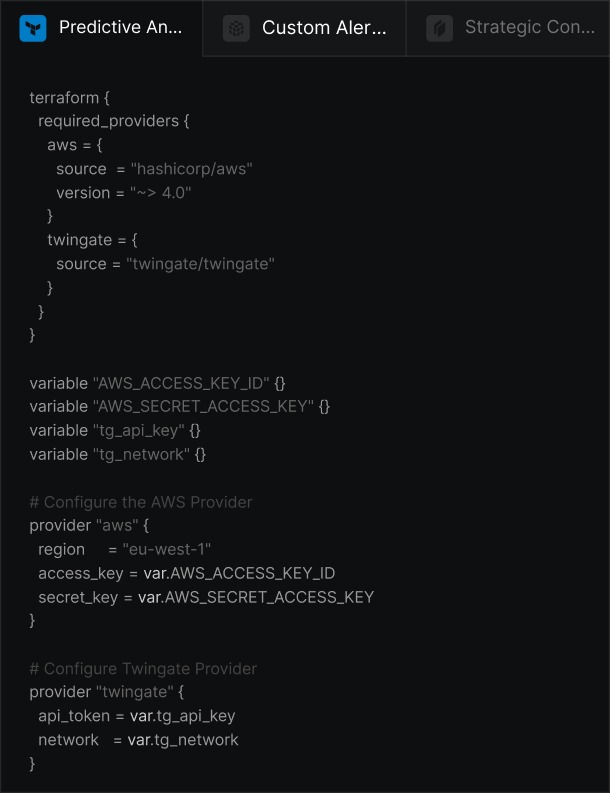 Predictive An...
Custom Aler...
Strategic Con...
terraform {
  required_providers {
    aws = {
      source  = "hashicorp/aws"
      version = "~> 4.0"
    }
    twingate = {
      source = "twingate/twingate"
    }
  }
}

variable "AWS_ACCESS_KEY_ID" {}
variable "AWS_SECRET_ACCESS_KEY" {}
variable "tg_api_key" {}
variable "tg_network" {}

# Configure the AWS Provider
provider "aws" {
  region     = "eu-west-1"
  access_key = var.AWS_ACCESS_KEY_ID
  secret_key = var.AWS_SECRET_ACCESS_KEY
}

# Configure Twingate Provider
provider "twingate" {
  api_token = var.tg_api_key
  network   = var.tg_network
}